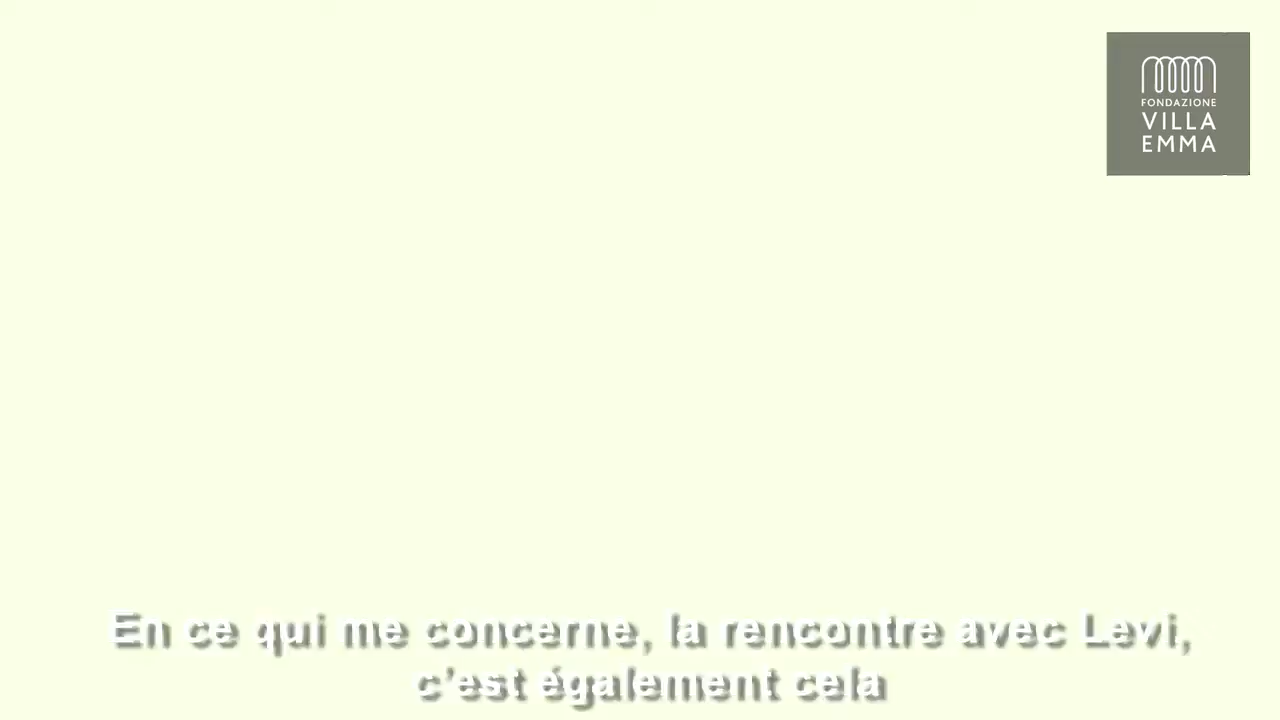 FONDAZIONE
VILLA
EMMA
En ce qui me concerne, la rencontre avec Levi,
c'est également cela